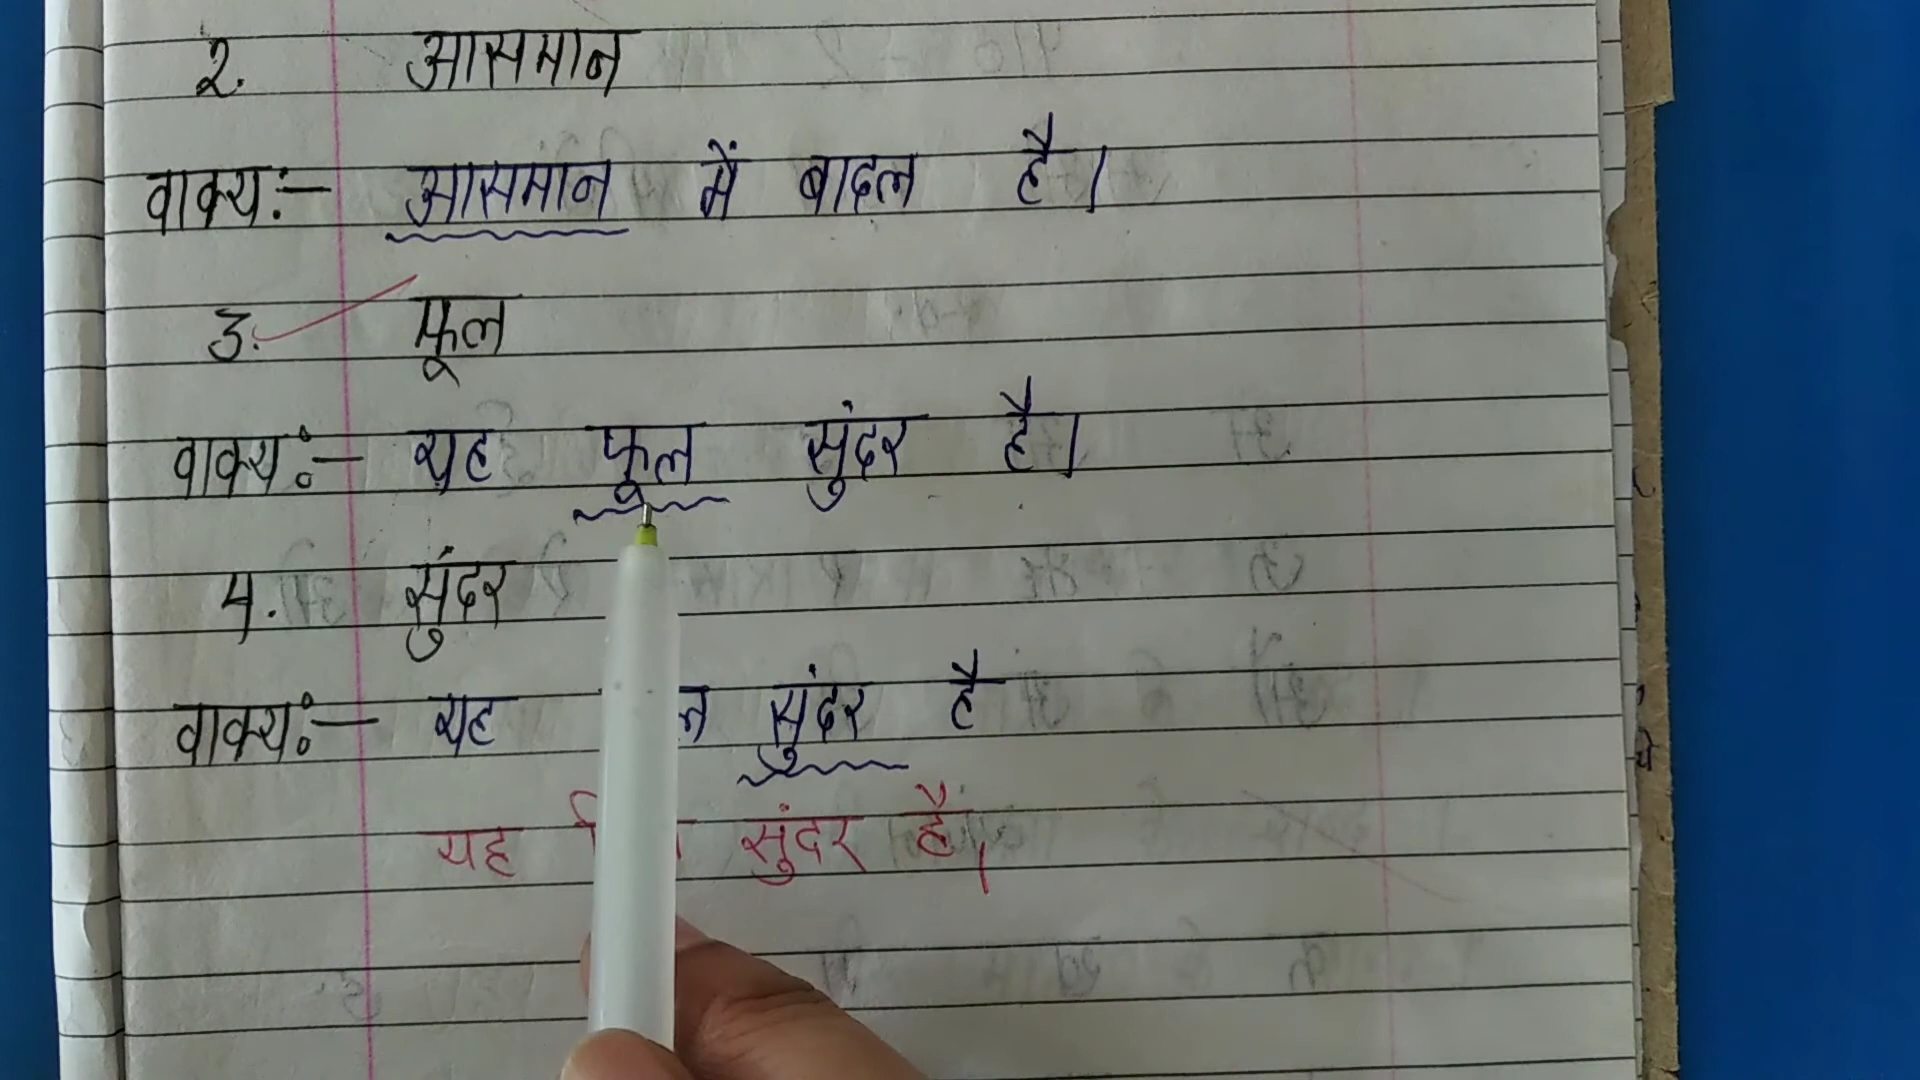 2. आसमान
वाक्य:- आसमान में बादल है।
3. फूल
वाक्य:- यह फूल सुंदर है।
4. सुंदर
वाक्य:- यह सुंदर है
यह सुंदर है।